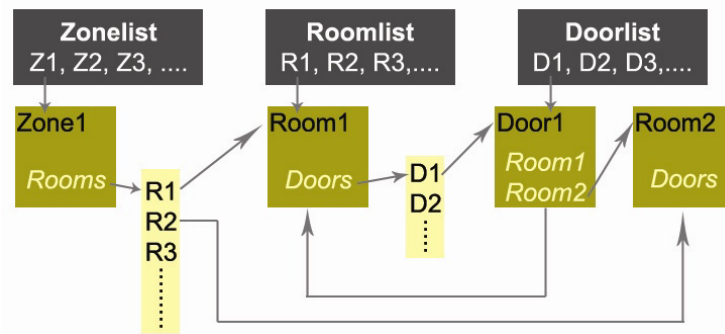 Zonelist
Z1, Z2, Z3, ....
Roomlist
R1, R2, R3,....
Doorlist
D1, D2, D3,....
Zone1
Rooms
R1
R2
R3
Room1
Doors
D1
D2
Door1
Room1
Room2
Room2
Doors